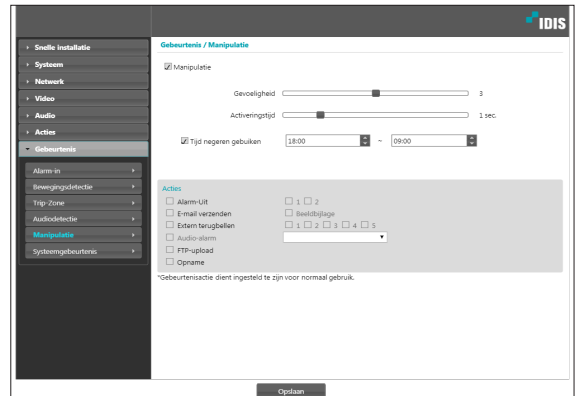 IDIS
Snelle installatie
Systeem
Netwerk
Video
Audio
Acties
Gebeurtenis
Alarm-in
Bewegingsdetectie
Trip-Zone
Audiodetectie
Manipulatie
Systeemgebeurtenis
Gebeurtenis / Manipulatie
Manipulatie
Gevoeligheid 3
Activeringstijd 1 sec.
Tijd negeren gebuiken 18:00 ~ 09:00
Acties
Alarm-Uit 1 2
E-mail verzenden Beeldbijlage
Extern terugbellen 1 2 3 4 5
Audio-alarm
FTP-upload
Opname
*Gebeurtenisactie dient ingesteld te zijn voor normaal gebruik.
Opslaan